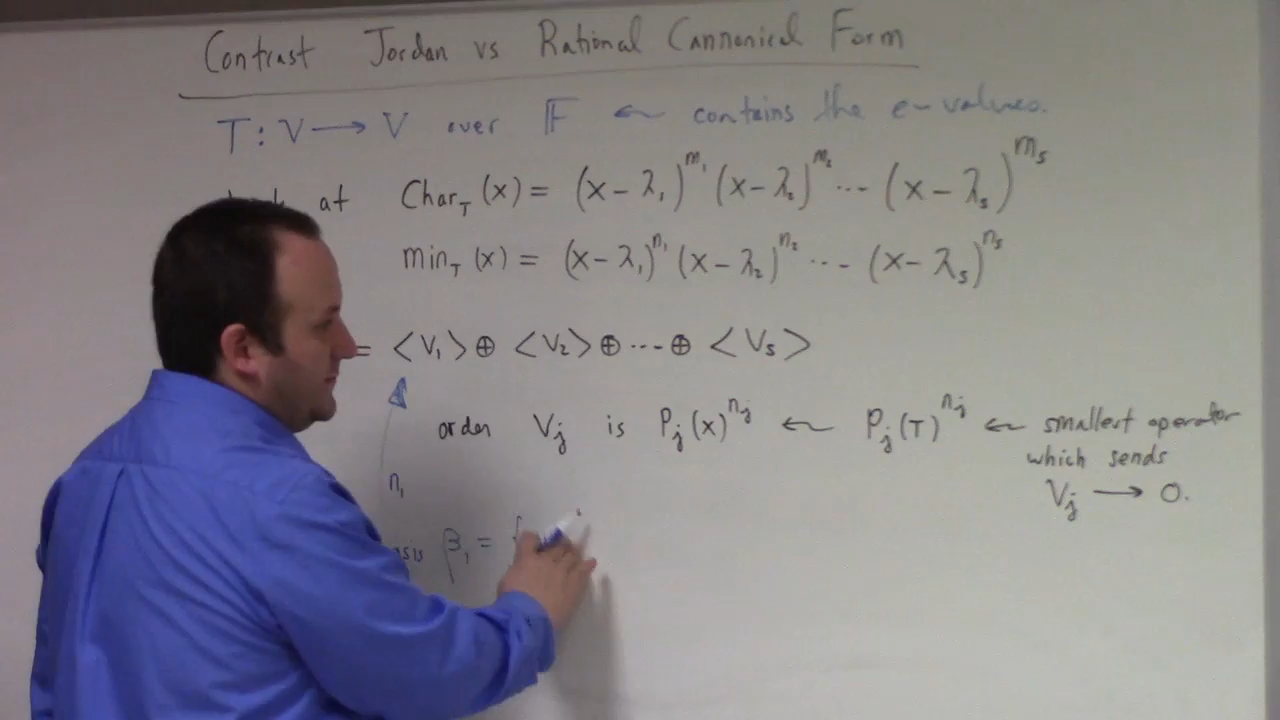 Contrast Jordan vs Rational Cannonical Form
T : V → V over 𝔽 ← contains the e-values.
at Char_T (x) = (x − λ₁)^{m₁} (x − λ₂)^{m₂} ··· (x − λ_s)^{m_s}
min_T (x) = (x − λ₁)^{n₁} (x − λ₂)^{n₂} ··· (x − λ_s)^{n_s}
= <V₁> ⊕ <V₂> ⊕ ··· ⊕ <V_s>
order V_j is P_j(x)^{n_j} ← P_j(T)^{n_j} ← smallest operator
which sends
V_j → 0.
n₁
β₁ = {